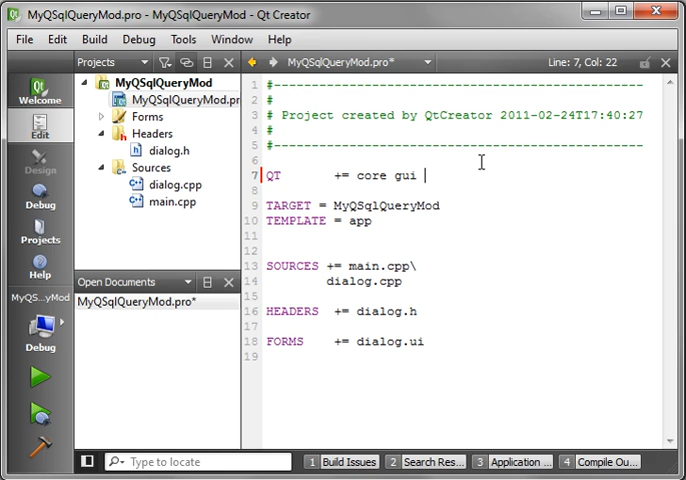 MyQSqlQueryMod.pro - MyQSqlQueryMod - Qt Creator
File Edit Build Debug Tools Window Help
Projects
MyQSqlQueryMod.pro*
Line: 7, Col: 22
Welcome
Edit
Design
Debug
Projects
Help
MyQS...yMod
Debug
MyQSqlQueryMod
MyQSqlQueryMod.pr
Forms
Headers
dialog.h
Sources
dialog.cpp
main.cpp
Open Documents
MyQSqlQueryMod.pro*
1 #-------------------------------------------------
2 #
3 # Project created by QtCreator 2011-02-24T17:40:27
4 #
5 #-------------------------------------------------
6
7 QT += core gui
9 TARGET = MyQSqlQueryMod
10 TEMPLATE = app
11
12
13 SOURCES += main.cpp\
14 dialog.cpp
15
16 HEADERS += dialog.h
17
18 FORMS += dialog.ui
19
Type to locate
1 Build Issues
2 Search Res...
3 Application ...
4 Compile Ou...